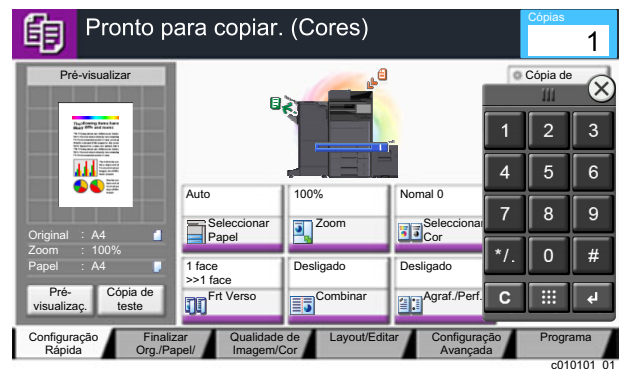 Pronto para copiar. (Cores)
Cópias
1
Pré-visualizar
Original : A4
Zoom : 100%
Papel : A4
Pré-
visualizaç.
Cópia de
teste
Cópia de
Auto
Seleccionar
Papel
100%
Zoom
Nomal 0
Selecciona
Cor
1 face
>>1 face
Frt Verso
Desligado
Combinar
Desligado
Agraf./Perf.
1 2 3
4 5 6
7 8 9
*/. 0 #
C
Configuração
Rápida
Finalizar
Org./Papel/
Qualidade de
Imagem/Cor
Layout/Editar
Configuração
Avançada
Programa
c010101_01